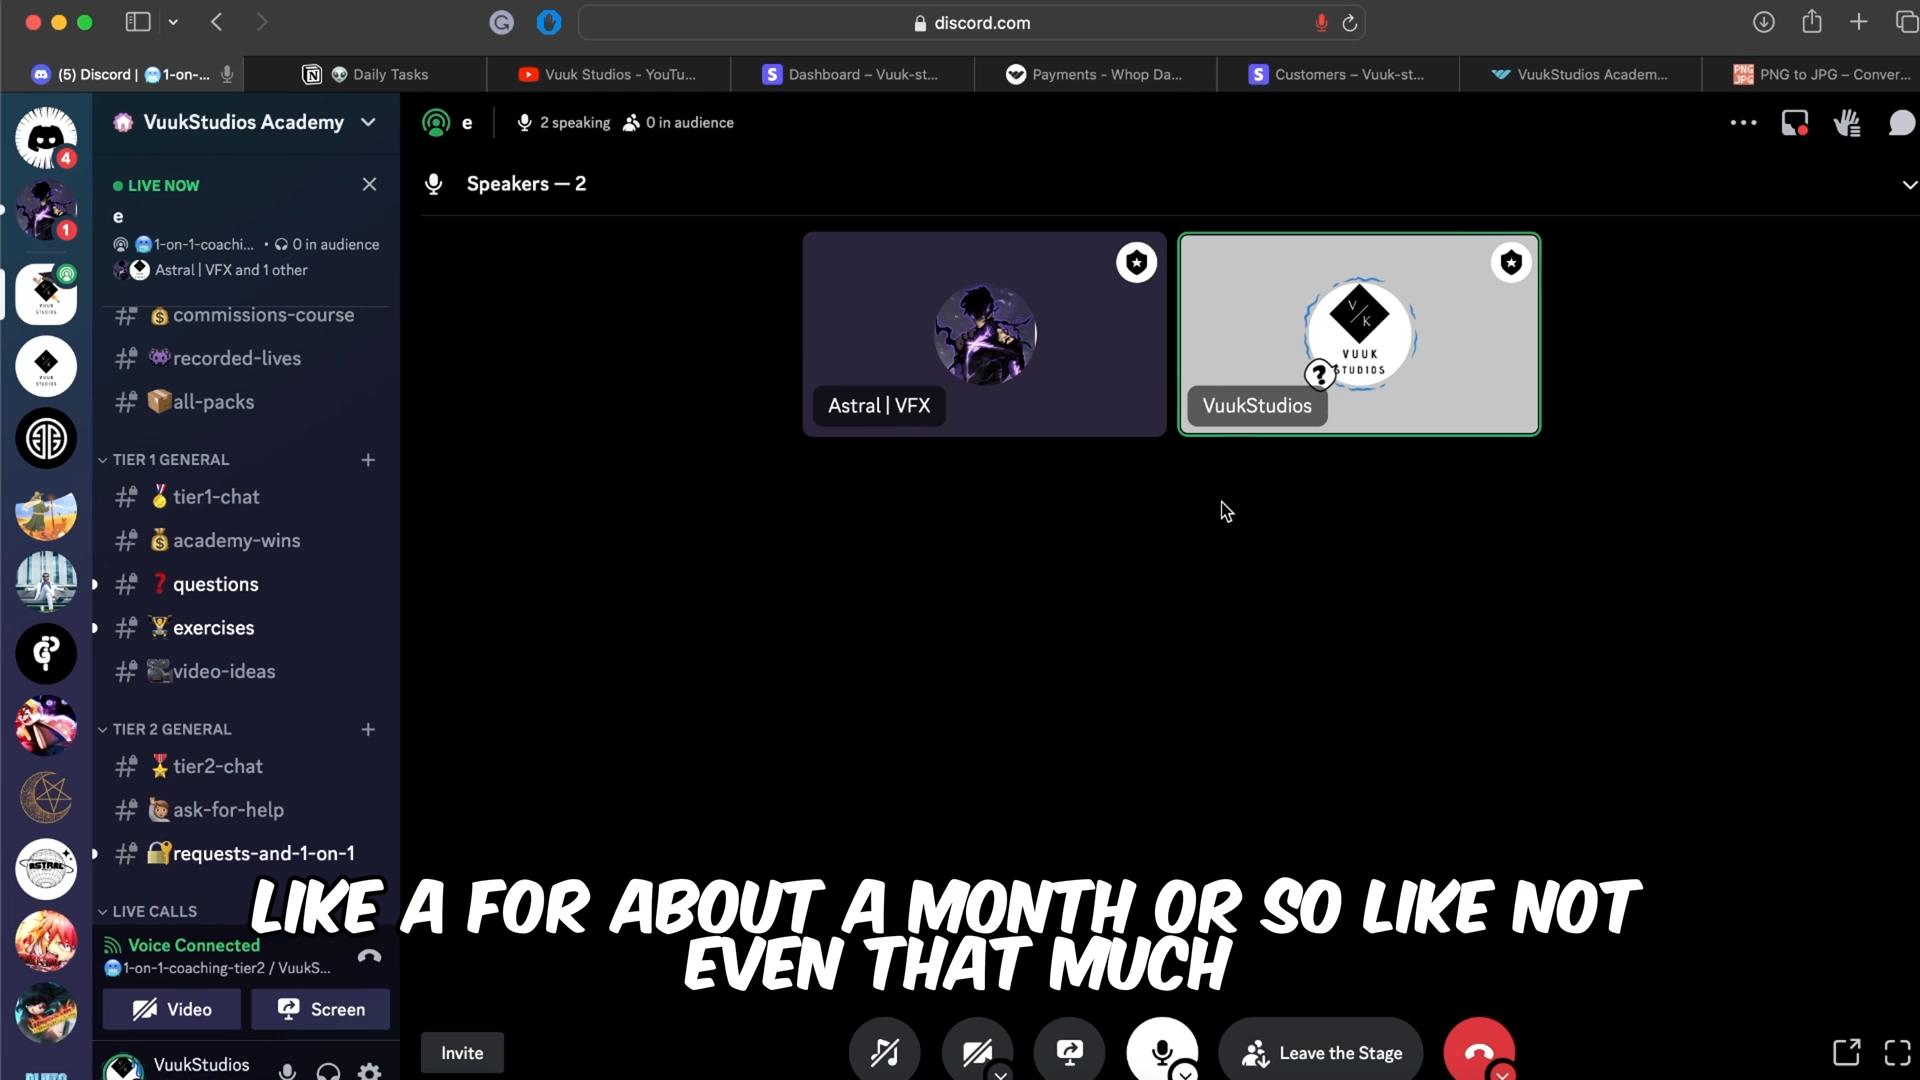 discord.com
(5) Discord | 🥶1-on-...
Daily Tasks
Vuuk Studios - YouTu...
Dashboard – Vuuk-st...
Payments - Whop Da...
Customers – Vuuk-st...
VuukStudios Academ...
PNG to JPG – Conver...
VuukStudios Academy
e
2 speaking
0 in audience
LIVE NOW
e
🥶1-on-1-coachi... • 0 in audience
Astral | VFX and 1 other
Speakers — 2
Astral | VFX
V/K
VUUK
STUDIOS
VuukStudios
4
1
# 💰commissions-course
# 👾recorded-lives
# 📦all-packs
TIER 1 GENERAL
# 🏅tier1-chat
# 💰academy-wins
# ❓questions
# 🏋exercises
# 🎥video-ideas
TIER 2 GENERAL
# 🎖tier2-chat
# 🙋ask-for-help
# 🔐requests-and-1-on-1
LIVE CALLS
LIKE A FOR ABOUT A MONTH OR SO LIKE NOT
EVEN THAT MUCH
Voice Connected
🥶1-on-1-coaching-tier2 / VuukS...
Video
Screen
VuukStudios
Invite
Leave the Stage